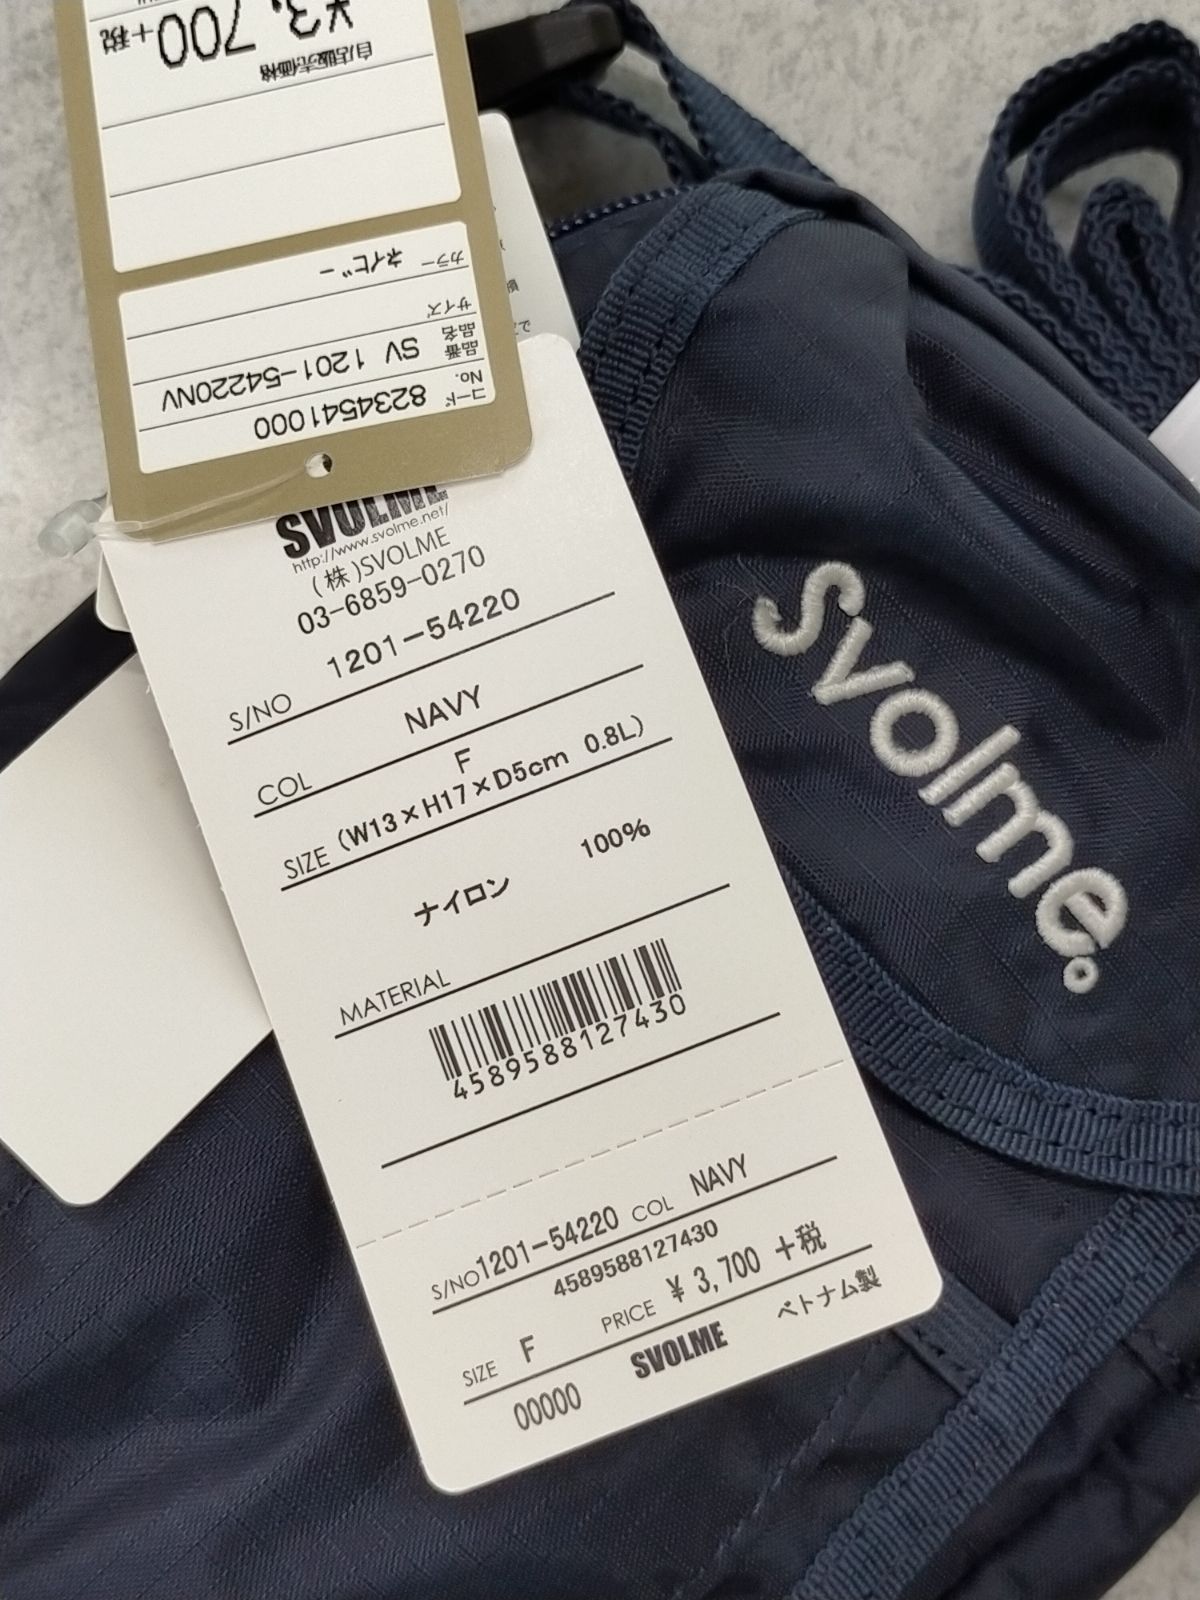 ¥3,700+税
自店販売価格
カラー ネイビー
サイズ
品番
品名 SV 1201-54220NV
コード
No. 82345410000
SVOLME
http://www.svolme.net/
(株)SVOLME
03-6859-0270
S/NO 1201-54220
COL NAVY
F
SIZE (W13×H17×D5cm 0.8L)
ナイロン 100%
MATERIAL
4589588127430
S/NO 1201-54220 COL NAVY
4589588127430
SIZE F PRICE ¥3,700 +税
00000 SVOLME ベトナム製
svolme.